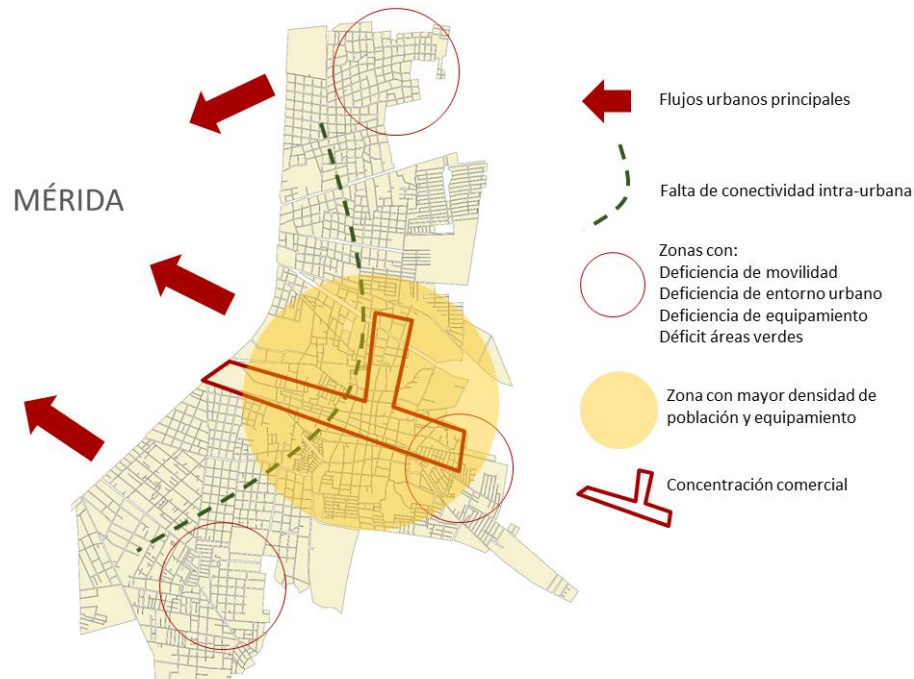 MÉRIDA
Flujos urbanos principales
Falta de conectividad intra-urbana
Zonas con:
Deficiencia de movilidad
Deficiencia de entorno urbano
Deficiencia de equipamiento
Déficit áreas verdes
Zona con mayor densidad de
población y equipamiento
Concentración comercial